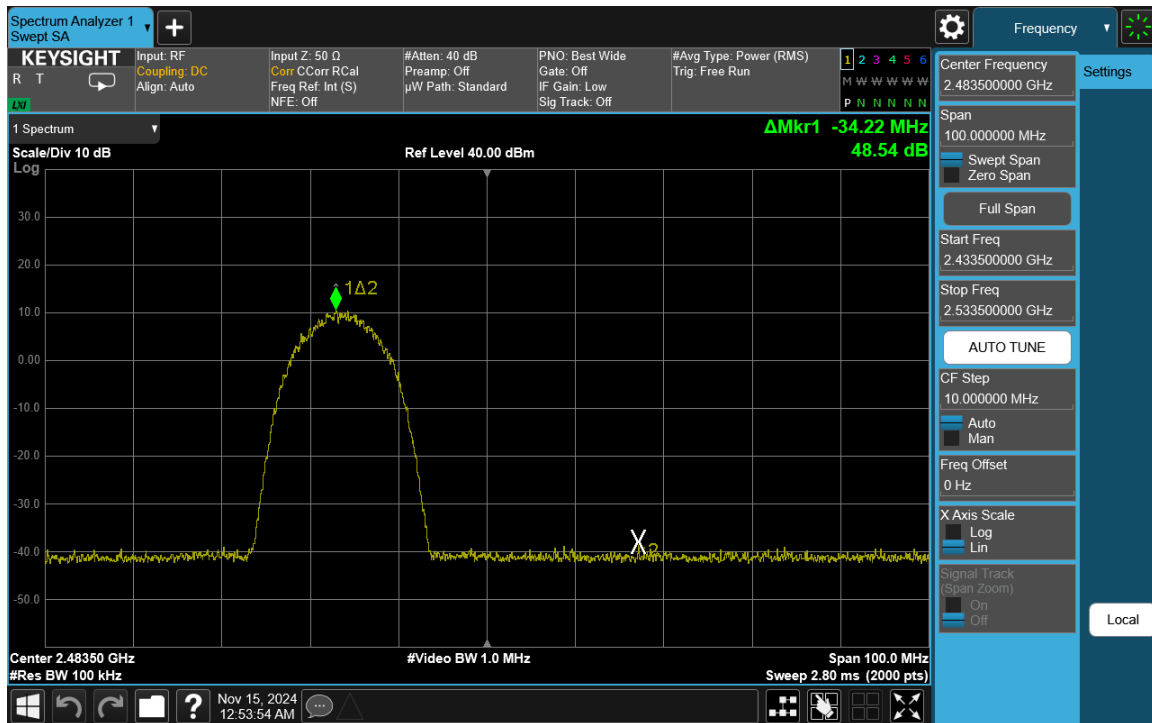 Spectrum Analyzer 1
Swept SA
Frequency
KEYSIGHT
R T
LXI
Input: RF
Coupling: DC
Align: Auto
Input Z: 50 Ω
Corr CCorr RCal
Freq Ref: Int (S)
NFE: Off
#Atten: 40 dB
Preamp: Off
µW Path: Standard
PNO: Best Wide
Gate: Off
IF Gain: Low
Sig Track: Off
#Avg Type: Power (RMS)
Trig: Free Run
1 2 3 4 5 6
M W W W W W
P N N N N N
1 Spectrum
Scale/Div 10 dB
Log
Ref Level 40.00 dBm
ΔMkr1 -34.22 MHz
48.54 dB
30.0
20.0
10.0
0.00
-10.0
-20.0
-30.0
-40.0
-50.0
1Δ2
X2
Center 2.48350 GHz
#Res BW 100 kHz
#Video BW 1.0 MHz
Span 100.0 MHz
Sweep 2.80 ms (2000 pts)
Center Frequency
2.483500000 GHz
Span
100.000000 MHz
Swept Span
Zero Span
Full Span
Start Freq
2.433500000 GHz
Stop Freq
2.533500000 GHz
AUTO TUNE
CF Step
10.000000 MHz
Auto
Man
Freq Offset
0 Hz
X Axis Scale
Log
Lin
Signal Track
(Span Zoom)
On
Off
Settings
Local
?
Nov 15, 2024
12:53:54 AM